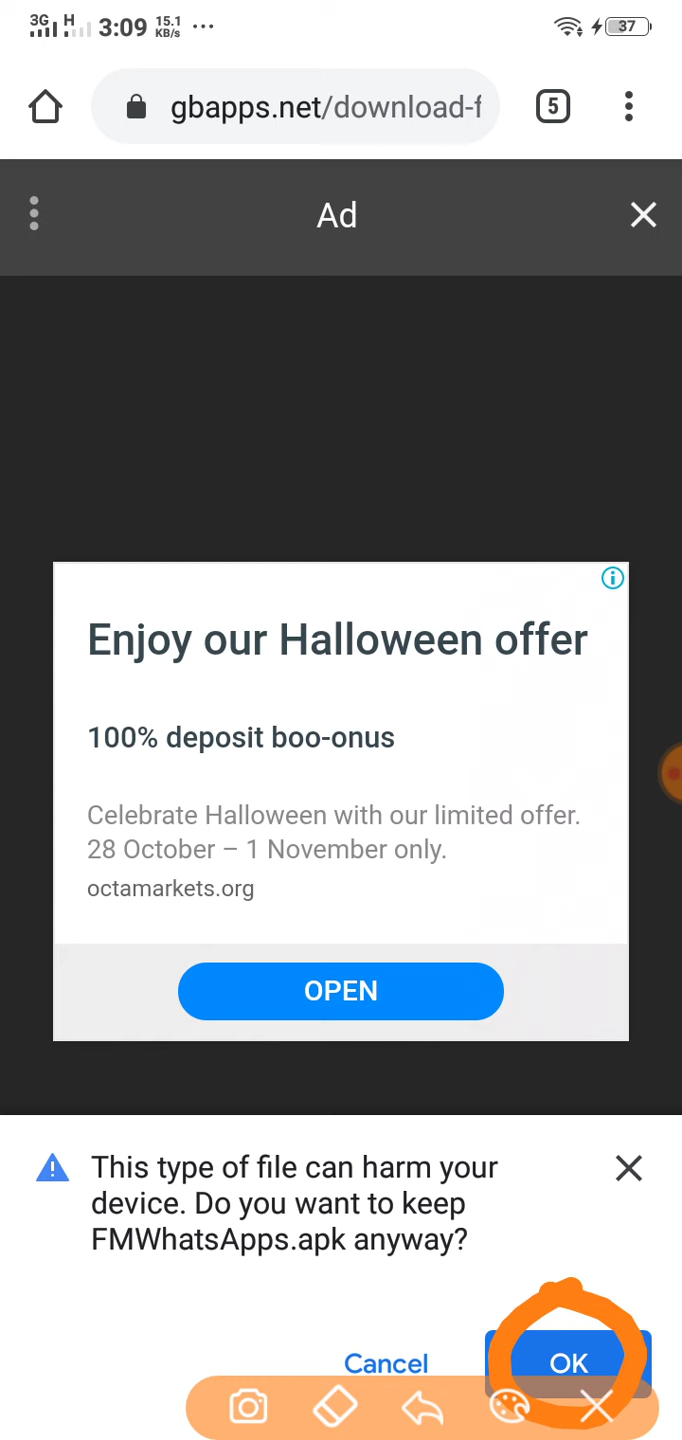 3G H 3:09 15.1 KB/s ... 37
gbapps.net/download-f 5
Ad
Enjoy our Halloween offer
100% deposit boo-onus
Celebrate Halloween with our limited offer.
28 October – 1 November only.
octamarkets.org
OPEN
This type of file can harm your
device. Do you want to keep
FMWhatsApps.apk anyway?
Cancel OK